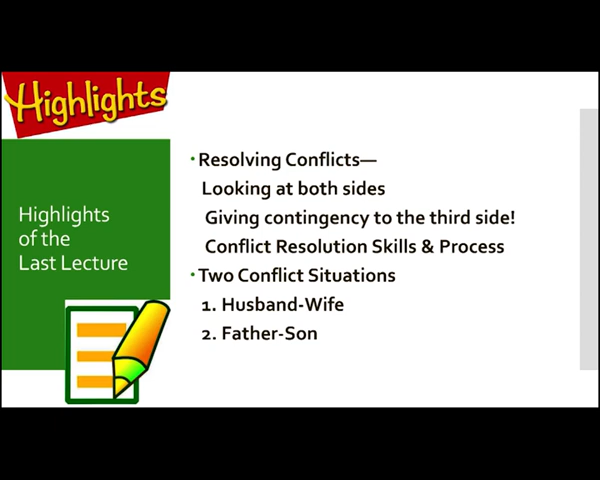 Highlights
Highlights
of the
Last Lecture
• Resolving Conflicts—
Looking at both sides
Giving contingency to the third side!
Conflict Resolution Skills & Process
• Two Conflict Situations
1. Husband-Wife
2. Father-Son